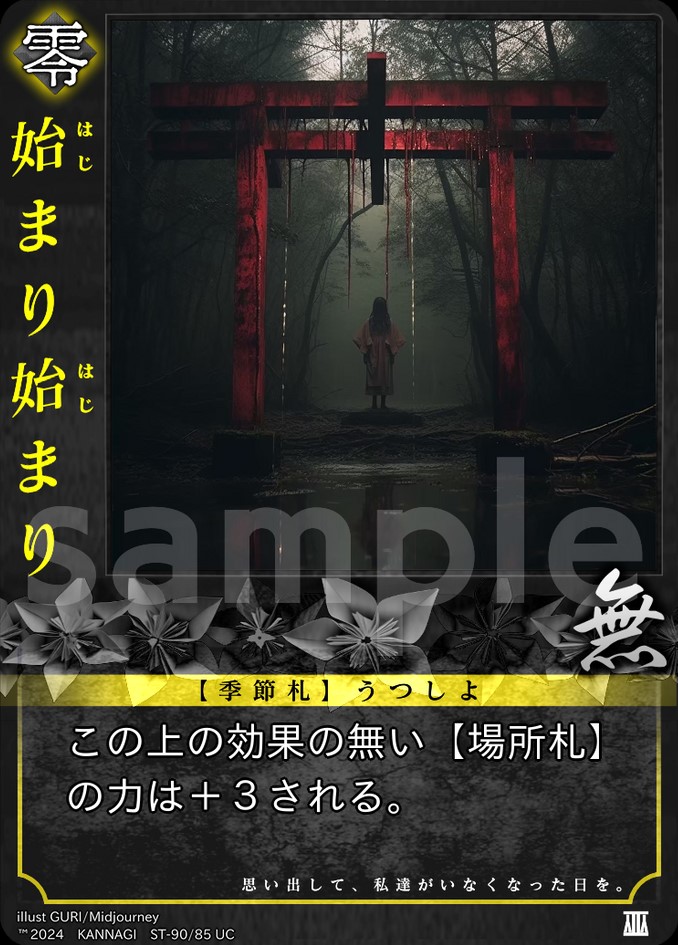 零
始まり始まり
はじ
はじ
sample
無
【季節札】うつしよ
この上の効果の無い【場所札】
の力は＋３される。
思い出して、私達がいなくなった日を。
illust GURI/Midjourney
™2024 KANNAGI ST-90/85 UC